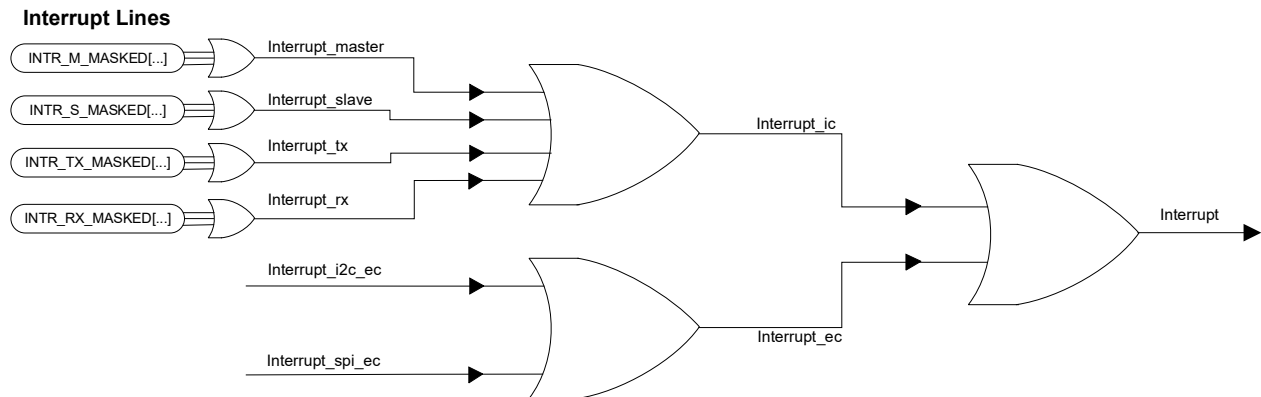 Interrupt Lines
INTR_M_MASKED[...]
Interrupt_master
INTR_S_MASKED[...]
Interrupt_slave
Interrupt_ic
INTR_TX_MASKED[...]
Interrupt_tx
INTR_RX_MASKED[...]
Interrupt_rx
Interrupt
Interrupt_i2c_ec
Interrupt_ec
Interrupt_spi_ec